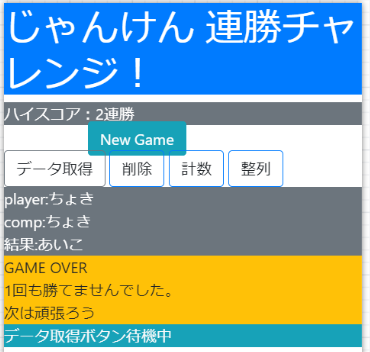 じゃんけん 連勝チャ
レンジ！
ハイスコア：2連勝
New Game
データ取得 削除 計数 整列
player:ちょき
comp:ちょき
結果:あいこ
GAME OVER
1回も勝てませんでした。
次は頑張ろう
データ取得ボタン待機中